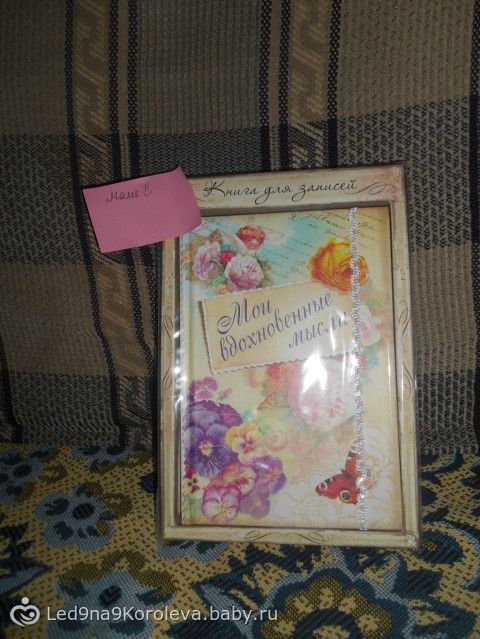 Маме
Книга для записей
Мои
вдохновенные
мысли
Led9na9Koroleva.baby.ru